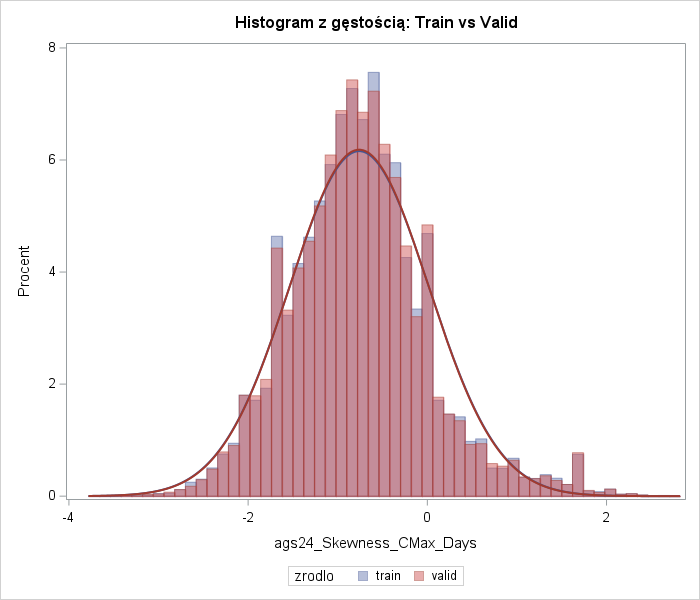 Histogram z gęstością: Train vs Valid
8
6
4
2
0
Procent
-4 -2 0 2
ags24_Skewness_CMax_Days
zrodlo train valid